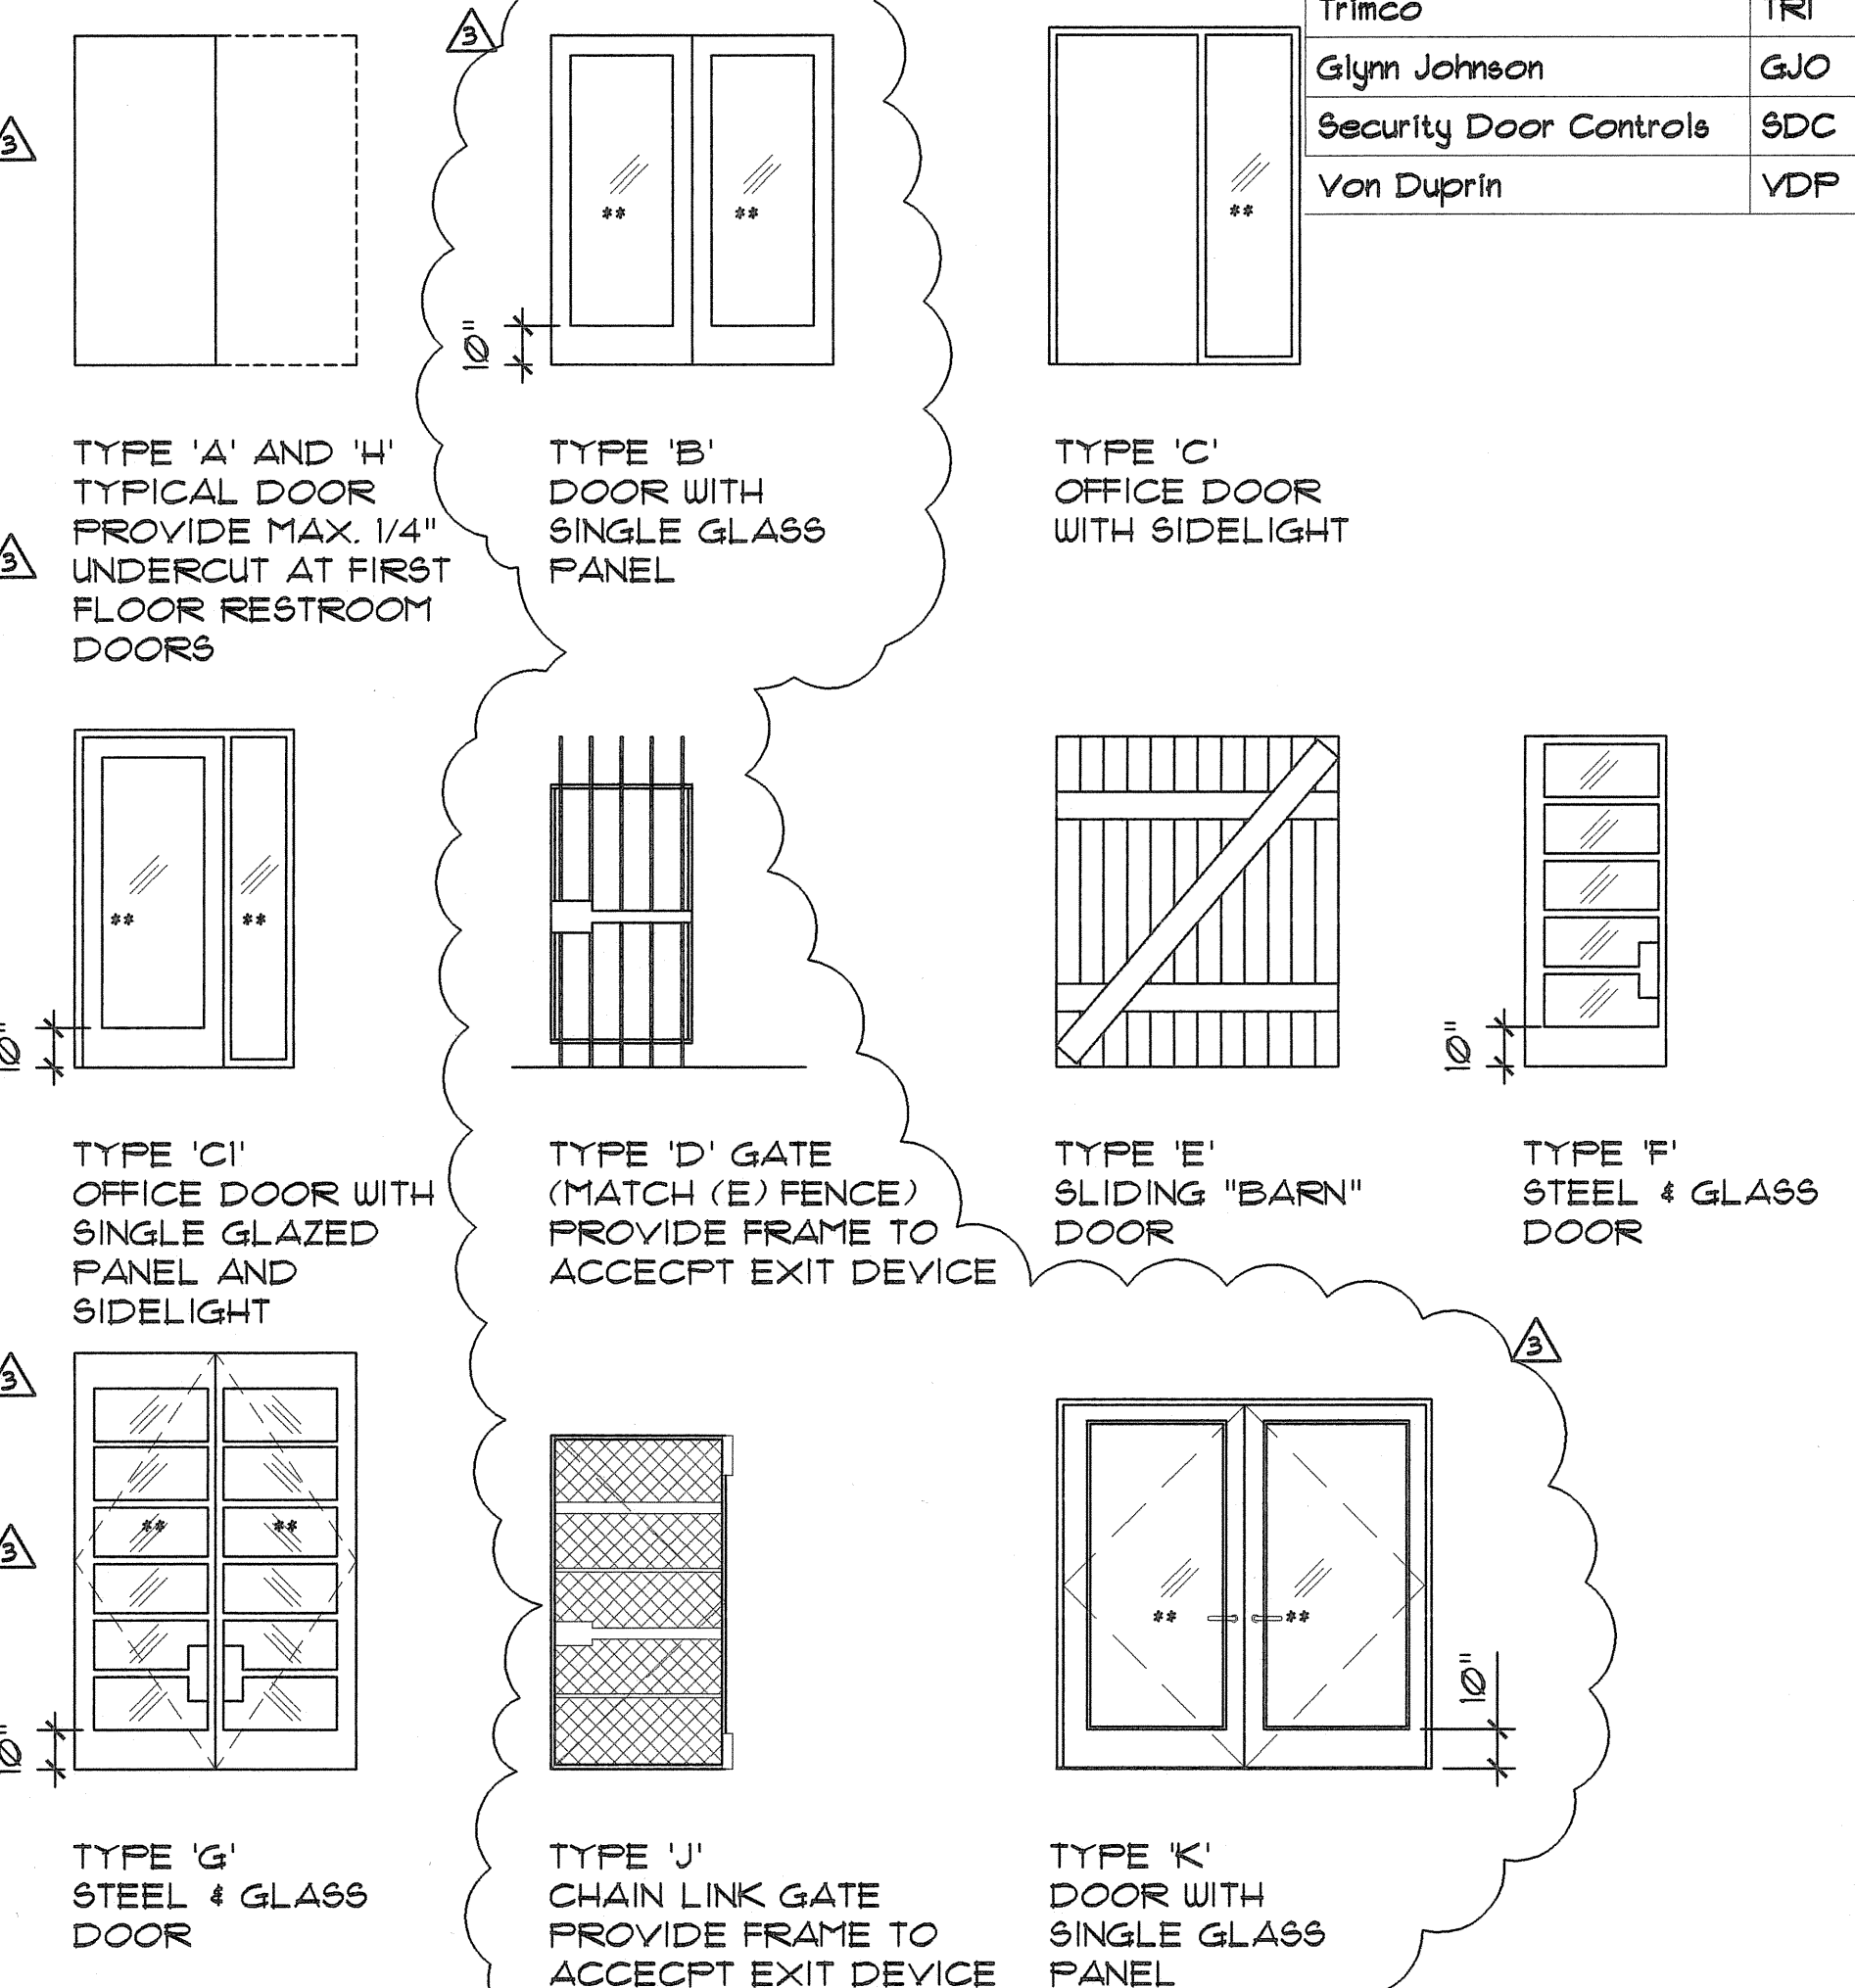 Trimco TRI
Glynn Johnson GJO
Security Door Controls SDC
Von Duprin VDP
3
3
** **
**
10"
TYPE 'A' AND 'H'
TYPICAL DOOR
PROVIDE MAX. 1/4"
UNDERCUT AT FIRST
FLOOR RESTROOM
DOORS
3
TYPE 'B'
DOOR WITH
SINGLE GLASS
PANEL
TYPE 'C'
OFFICE DOOR
WITH SIDELIGHT
** **
10"
10"
TYPE 'C1'
OFFICE DOOR WITH
SINGLE GLAZED
PANEL AND
SIDELIGHT
TYPE 'D' GATE
(MATCH (E) FENCE)
PROVIDE FRAME TO
ACCECPT EXIT DEVICE
TYPE 'E'
SLIDING "BARN"
DOOR
TYPE 'F'
STEEL & GLASS
DOOR
3
3
3
** **
** **
10"
10"
TYPE 'G'
STEEL & GLASS
DOOR
TYPE 'J'
CHAIN LINK GATE
PROVIDE FRAME TO
ACCECPT EXIT DEVICE
TYPE 'K'
DOOR WITH
SINGLE GLASS
PANEL